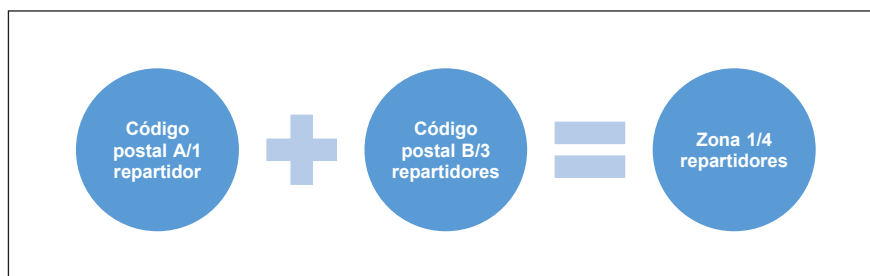 Código
postal A/1
repartidor
Código
postal B/3
repartidores
Zona 1/4
repartidores